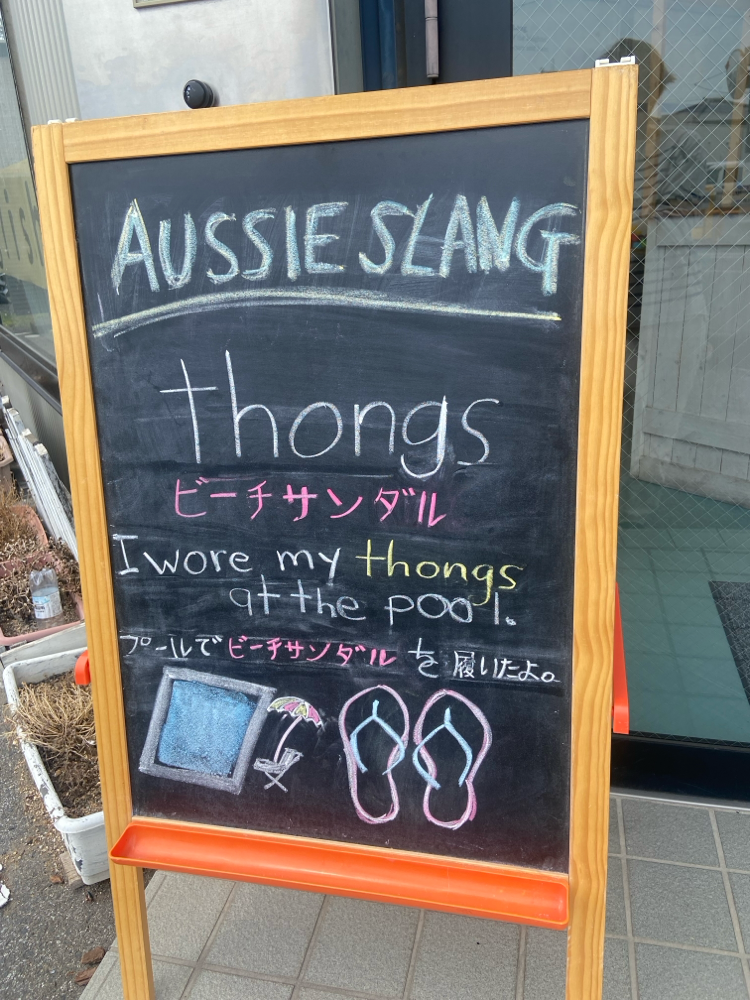 AUSSIE SLANG
thongs
ビーチサンダル
I wore my thongs
at the pool.
プールでビーチサンダルを履いたよ。